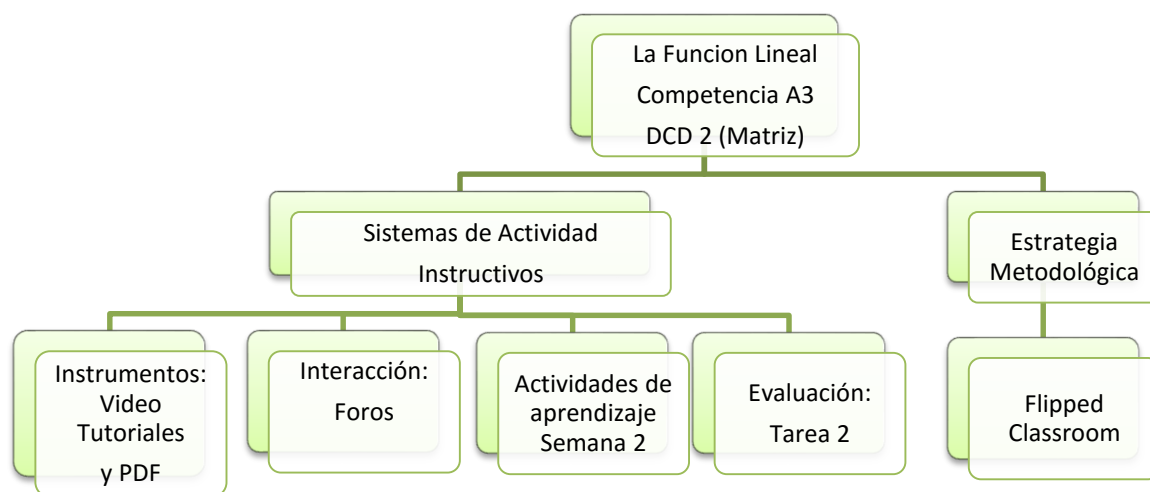 La Funcion Lineal
Competencia A3
DCD 2 (Matriz)
Sistemas de Actividad
Instructivos
Estrategia
Metodológica
Instrumentos:
Video
Tutoriales
y PDF
Interacción:
Foros
Actividades de
aprendizaje
Semana 2
Evaluación:
Tarea 2
Flipped
Classroom